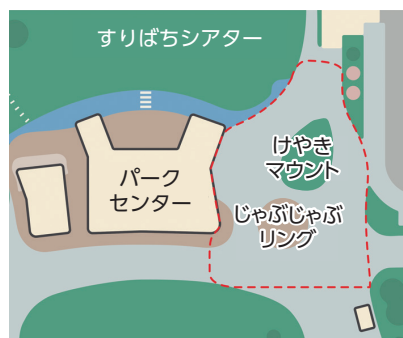 すりばちシアター
けやき
マウント
パーク
センター
じゃぶじゃぶ
リング